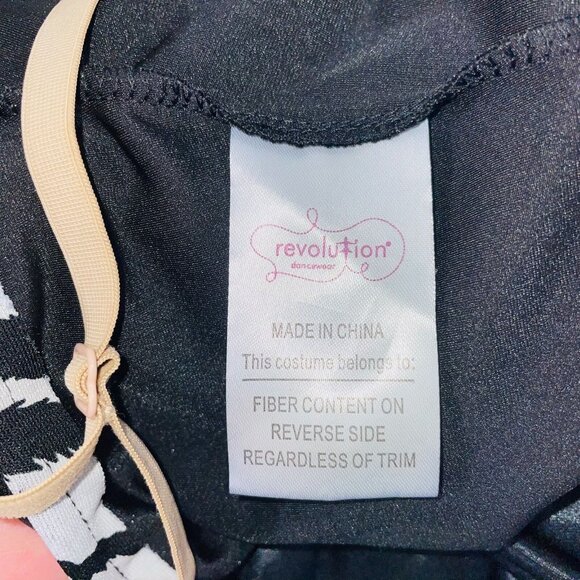 revolution®
dancewear
MADE IN CHINA
This costume belongs to:
FIBER CONTENT ON
REVERSE SIDE
REGARDLESS OF TRIM